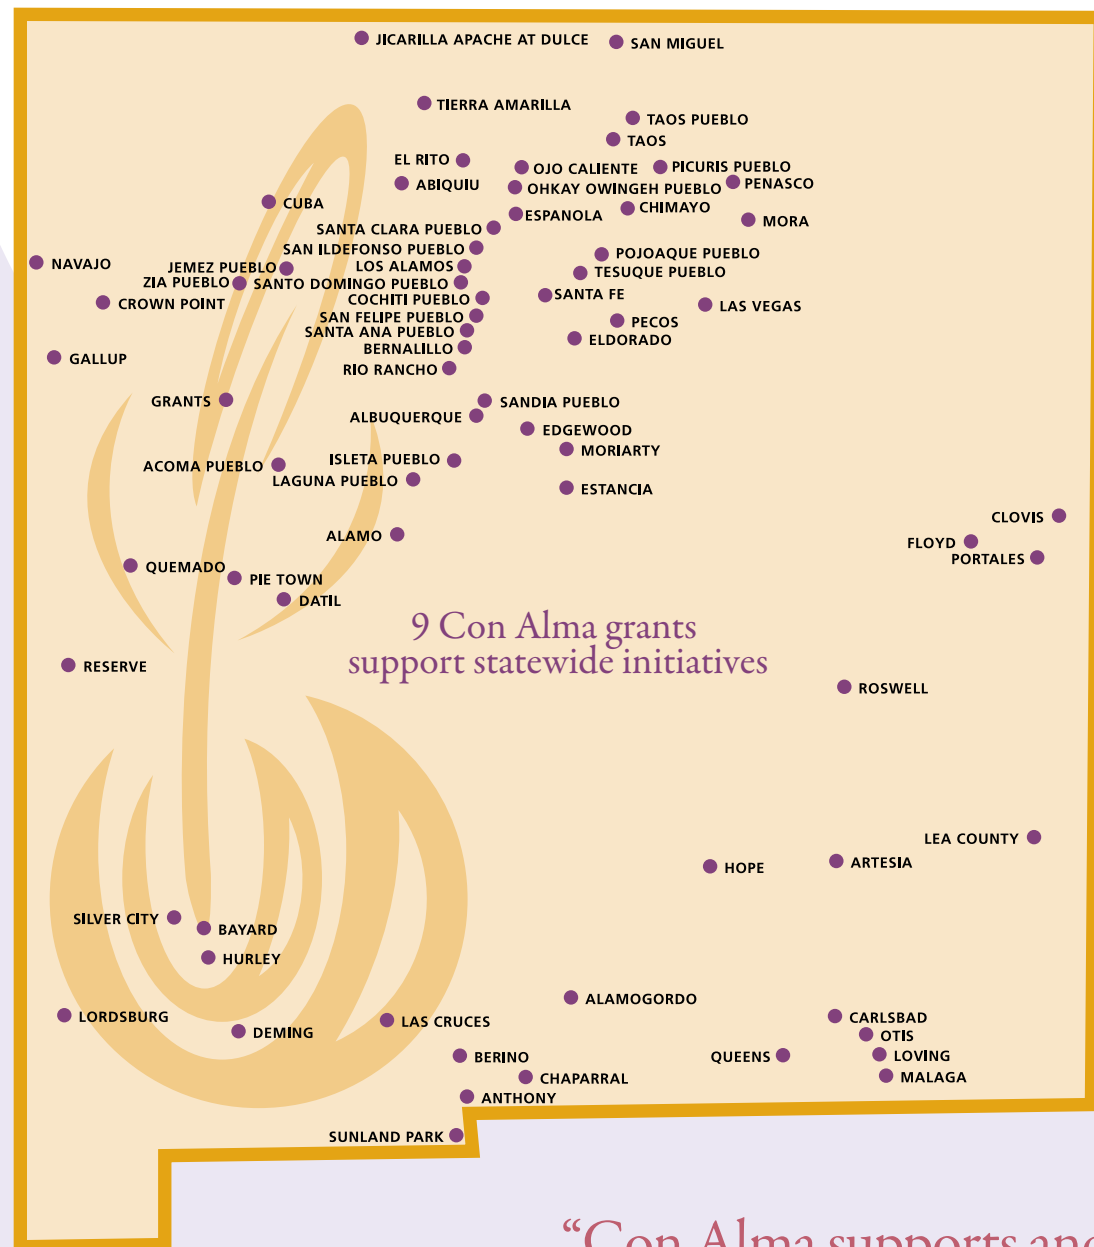 JICARILLA APACHE AT DULCE
SAN MIGUEL
TIERRA AMARILLA
TAOS PUEBLO
TAOS
EL RITO
OJO CALIENTE
PICURIS PUEBLO
ABIQUIU
OHKAY OWINGEH PUEBLO
PENASCO
CUBA
ESPANOLA
CHIMAYO
MORA
SANTA CLARA PUEBLO
SAN ILDEFONSO PUEBLO
POJOAQUE PUEBLO
NAVAJO
JEMEZ PUEBLO
LOS ALAMOS
TESUQUE PUEBLO
ZIA PUEBLO
SANTO DOMINGO PUEBLO
SANTA FE
CROWN POINT
COCHITI PUEBLO
LAS VEGAS
SAN FELIPE PUEBLO
PECOS
SANTA ANA PUEBLO
ELDORADO
BERNALILLO
GALLUP
RIO RANCHO
GRANTS
SANDIA PUEBLO
ALBUQUERQUE
EDGEWOOD
MORIARTY
ACOMA PUEBLO
ISLETA PUEBLO
LAGUNA PUEBLO
ESTANCIA
CLOVIS
ALAMO
FLOYD
PORTALES
QUEMADO
PIE TOWN
DATIL
9 Con Alma grants
support statewide initiatives
RESERVE
ROSWELL
LEA COUNTY
HOPE
ARTESIA
SILVER CITY
BAYARD
HURLEY
ALAMOGORDO
LORDSBURG
LAS CRUCES
CARLSBAD
DEMING
OTIS
BERINO
QUEENS
LOVING
CHAPARRAL
MALAGA
ANTHONY
SUNLAND PARK
“Con Alma supports and